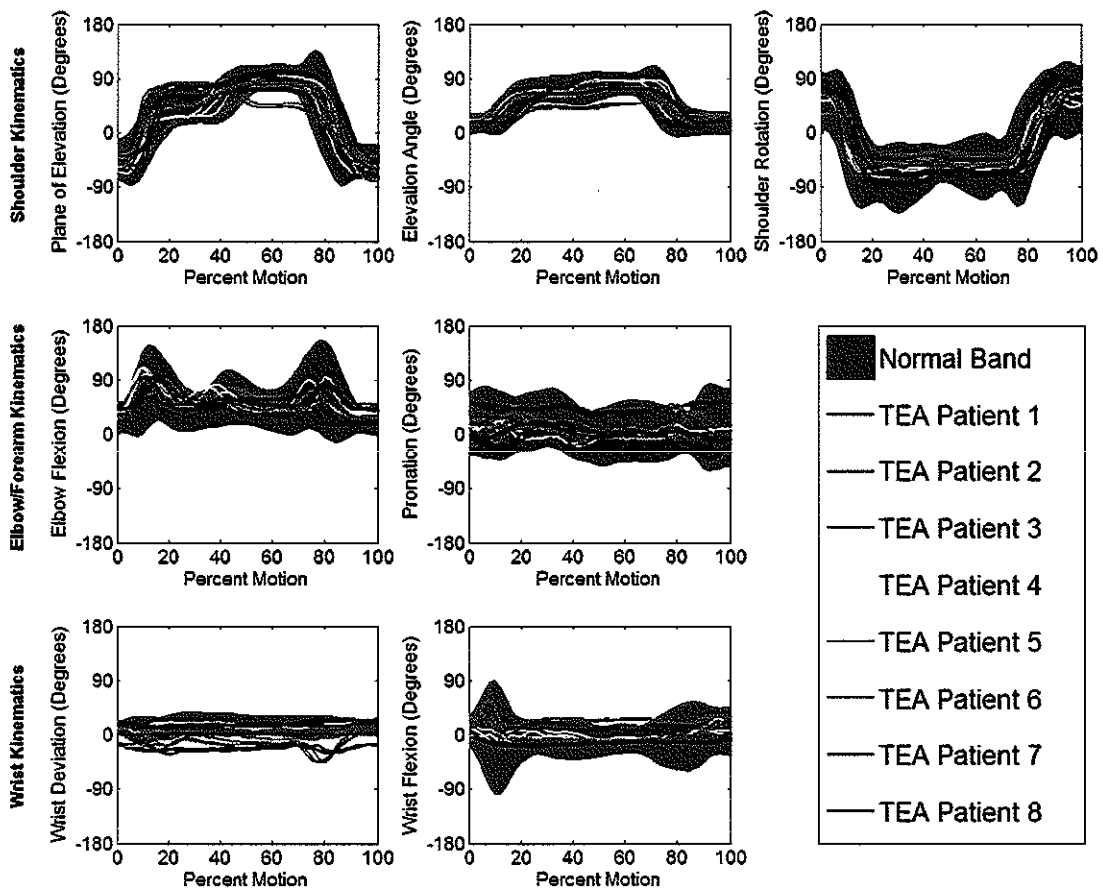 Shoulder Kinematics
Plane of Elevation (Degrees)
180
90
0
-90
-180
0 20 40 60 80 100
Percent Motion
Elevation Angle (Degrees)
180
90
0
-90
-180
0 20 40 60 80 100
Percent Motion
Shoulder Rotation (Degrees)
180
90
0
-90
-180
0 20 40 60 80 100
Percent Motion
Elbow/Forearm Kinematics
Elbow Flexion (Degrees)
180
90
0
-90
-180
0 20 40 60 80 100
Percent Motion
Pronation (Degrees)
180
90
0
-90
-180
0 20 40 60 80 100
Percent Motion
Normal Band
TEA Patient 1
TEA Patient 2
TEA Patient 3
TEA Patient 4
TEA Patient 5
TEA Patient 6
TEA Patient 7
TEA Patient 8
Wrist Kinematics
Wrist Deviation (Degrees)
180
90
0
-90
-180
0 20 40 60 80 100
Percent Motion
Wrist Flexion (Degrees)
180
90
0
-90
-180
0 20 40 60 80 100
Percent Motion